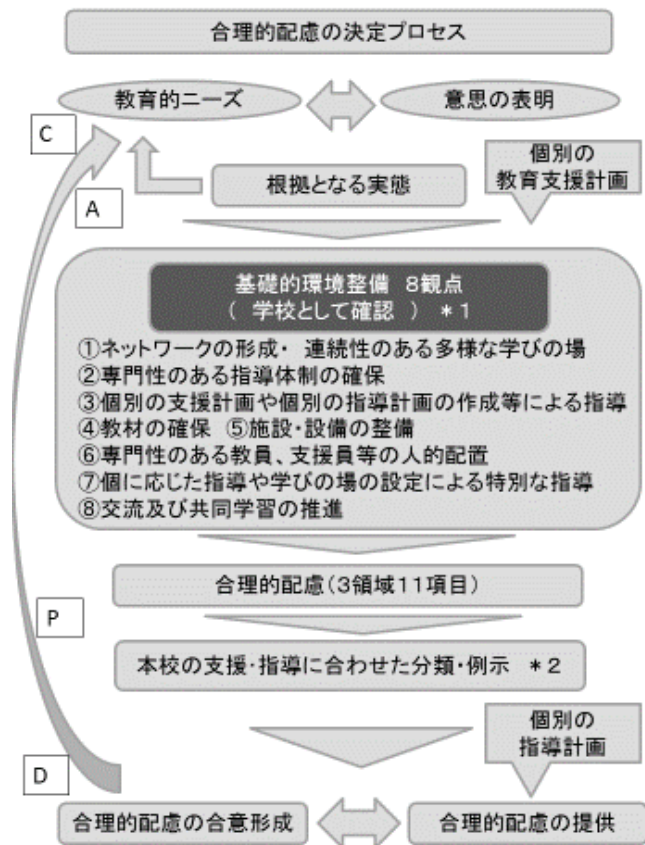 合理的配慮の決定プロセス
教育的ニーズ
意思の表明
C
個別の
教育支援計画
根拠となる実態
A
基礎的環境整備 8観点
( 学校として確認 ) *1
①ネットワークの形成・ 連続性のある多様な学びの場
②専門性のある指導体制の確保
③個別の支援計画や個別の指導計画の作成等による指導
④教材の確保 ⑤施設・設備の整備
⑥専門性のある教員、支援員等の人的配置
⑦個に応じた指導や学びの場の設定による特別な指導
⑧交流及び共同学習の推進
合理的配慮(3領域11項目)
P
本校の支援・指導に合わせた分類・例示 *2
個別の
指導計画
D
合理的配慮の合意形成
合理的配慮の提供